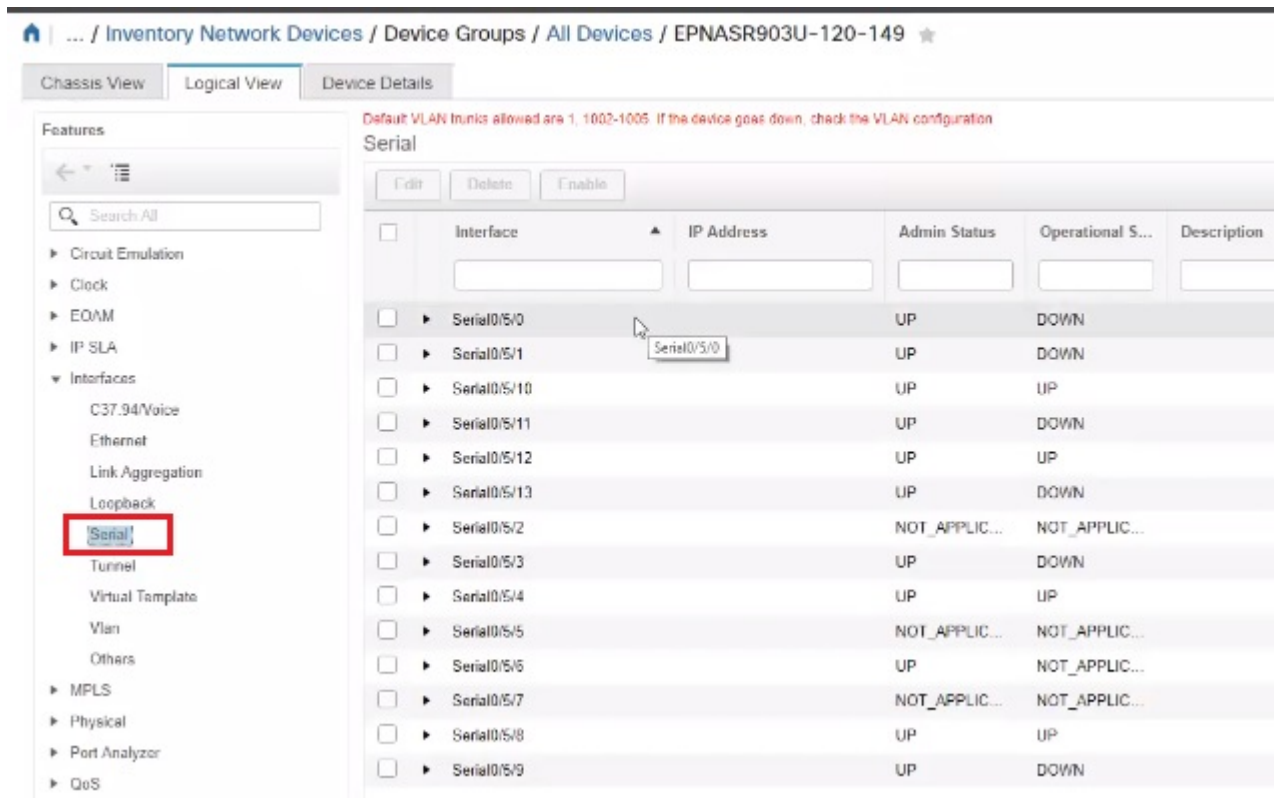 ... / Inventory Network Devices / Device Groups / All Devices / EPNASR903U-120-149
Chassis View Logical View Device Details
Features
Default VLAN trunks allowed are 1, 1002-1005. If the device goes down, check the VLAN configuration
Serial
Edit Delete Enable
Search All
Interface IP Address Admin Status Operational S... Description
Circuit Emulation
Clock
EOAM
IP SLA
Interfaces
C37.94/Voice
Ethernet
Link Aggregation
Loopback
Serial
Tunnel
Virtual Template
Vlan
Others
MPLS
Physical
Port Analyzer
QoS
Serial0/5/0 UP DOWN
Serial0/5/0
Serial0/5/1 UP DOWN
Serial0/5/10 UP UP
Serial0/5/11 UP DOWN
Serial0/5/12 UP UP
Serial0/5/13 UP DOWN
Serial0/5/2 NOT_APPLIC... NOT_APPLIC...
Serial0/5/3 UP DOWN
Serial0/5/4 UP UP
Serial0/5/5 NOT_APPLIC... NOT_APPLIC...
Serial0/5/6 UP NOT_APPLIC...
Serial0/5/7 NOT_APPLIC... NOT_APPLIC...
Serial0/5/8 UP UP
Serial0/5/9 UP DOWN